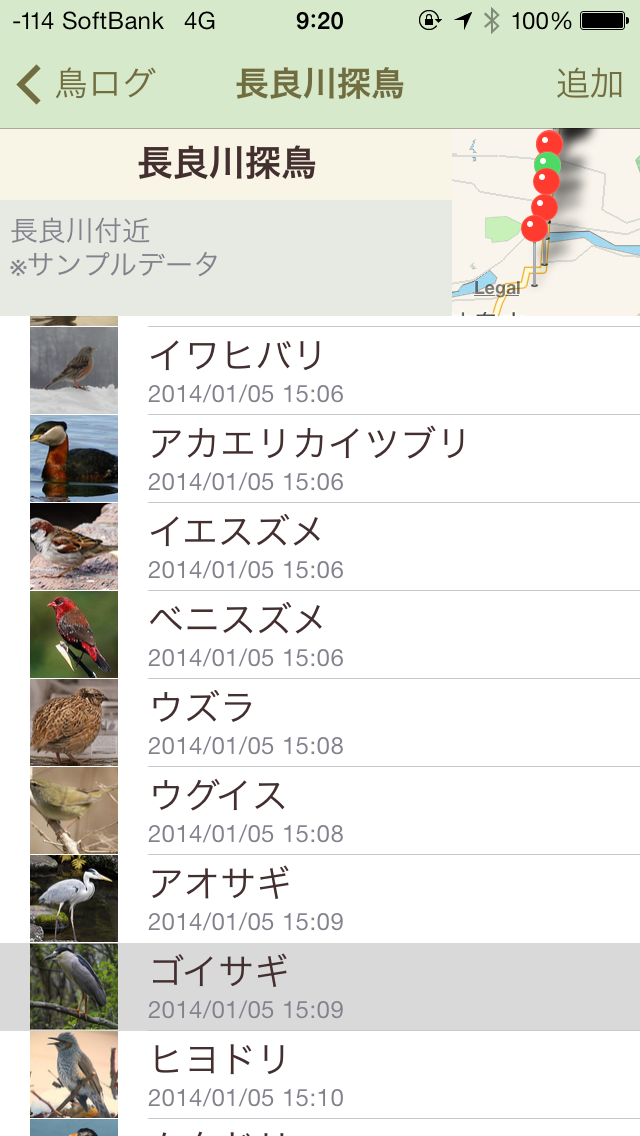 -114 SoftBank 4G 9:20 100%
鳥ログ 長良川探鳥 追加
長良川探鳥
長良川付近
※サンプルデータ
Legal
イワヒバリ
2014/01/05 15:06
アカエリカイツブリ
2014/01/05 15:06
イエスズメ
2014/01/05 15:06
ベニスズメ
2014/01/05 15:06
ウズラ
2014/01/05 15:08
ウグイス
2014/01/05 15:08
アオサギ
2014/01/05 15:09
ゴイサギ
2014/01/05 15:09
ヒヨドリ
2014/01/05 15:10